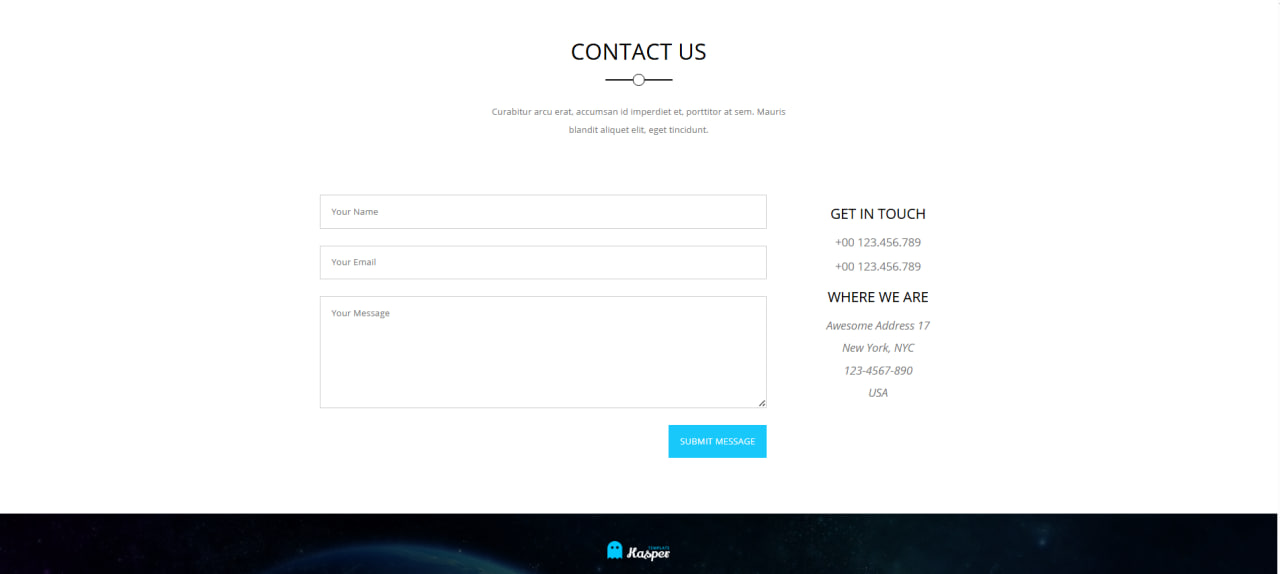 CONTACT US
Curabitur arcu erat, accumsan id imperdiet et, porttitor at sem. Mauris
blandit aliquet elit, eget tincidunt.
Your Name
Your Email
Your Message
SUBMIT MESSAGE
GET IN TOUCH
+00 123.456.789
+00 123.456.789
WHERE WE ARE
Awesome Address 17
New York, NYC
123-4567-890
USA
TEMPLATE
Kasper